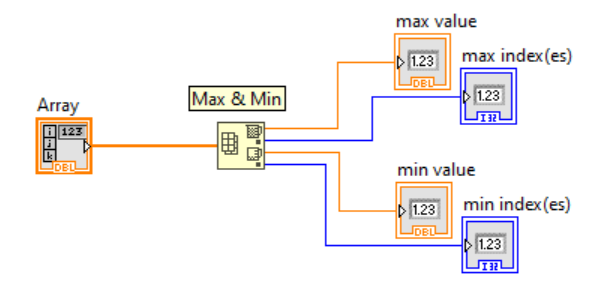 max value
1.23
DBL
max index(es)
1.23
I32
Array
i
j
k
123
DBL
Max & Min
min value
1.23
DBL
min index(es)
1.23
I32